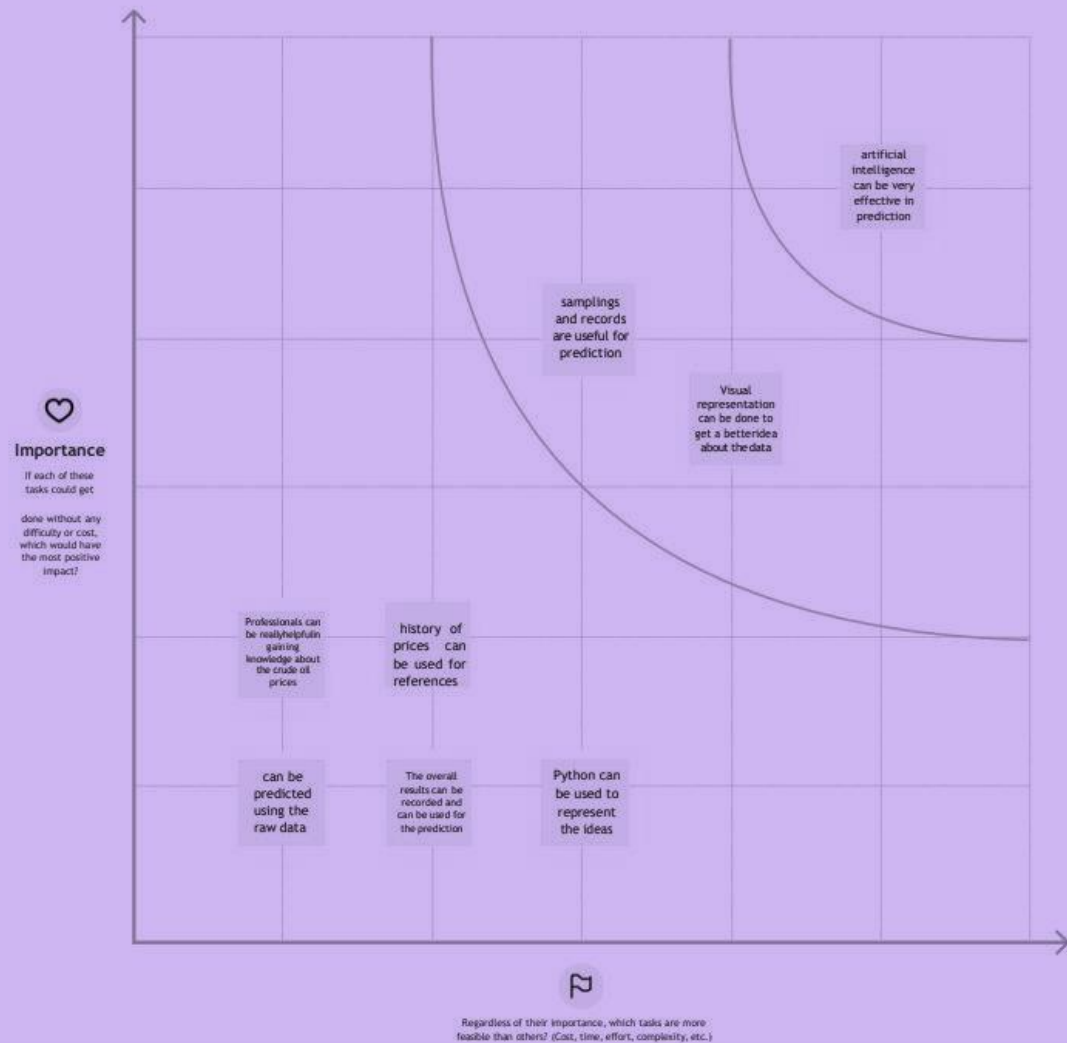 artificial
intelligence
can be very
effective in
prediction
samplings
and records
are useful for
prediction
Visual
representation
can be done to
get a betteridea
about thedata
Importance
If each of these
tasks could get
done without any
difficulty or cost,
which would have
the most positive
impact?
Professionals can
be reallyhelpfulin
gaining
knowledge about
the crude oil
prices
history of
prices can
be used for
references
can be
predicted
using the
raw data
The overall
results can be
recorded and
can be used for
the prediction
Python can
be used to
represent
the ideas
Regardless of their importance, which tasks are more
feasible than others? (Cost, time, effort, complexity, etc.)